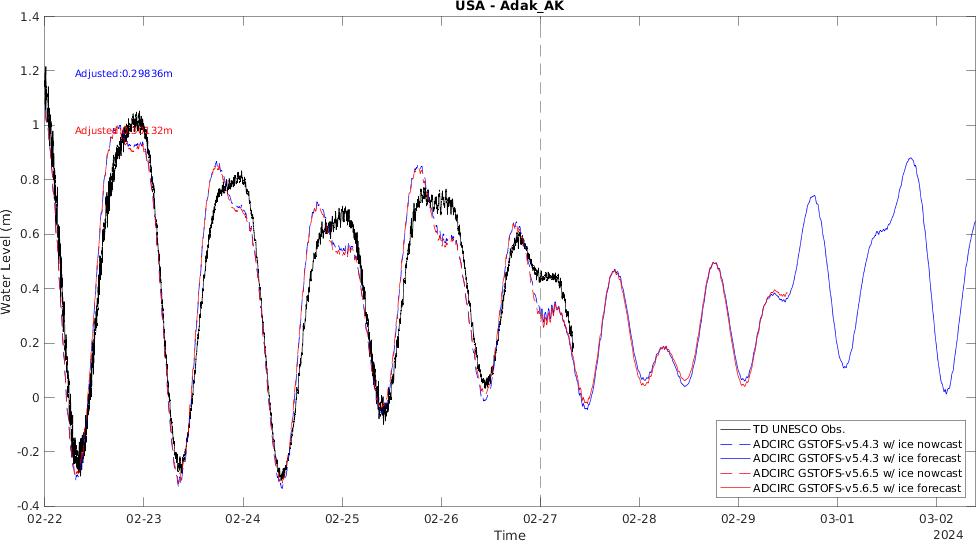 USA - Adak_AK
1.4
1.2
1
0.8
0.6
0.4
0.2
0
-0.2
-0.4
Water Level (m)
Adjusted:0.29836m
02-22
02-23
02-24
02-25
02-26
02-27
02-28
02-29
03-01
03-02
Time
2024
TD UNESCO Obs.
ADCIRC GSTOFS-v5.4.3 w/ ice nowcast
ADCIRC GSTOFS-v5.4.3 w/ ice forecast
ADCIRC GSTOFS-v5.6.5 w/ ice nowcast
ADCIRC GSTOFS-v5.6.5 w/ ice forecast